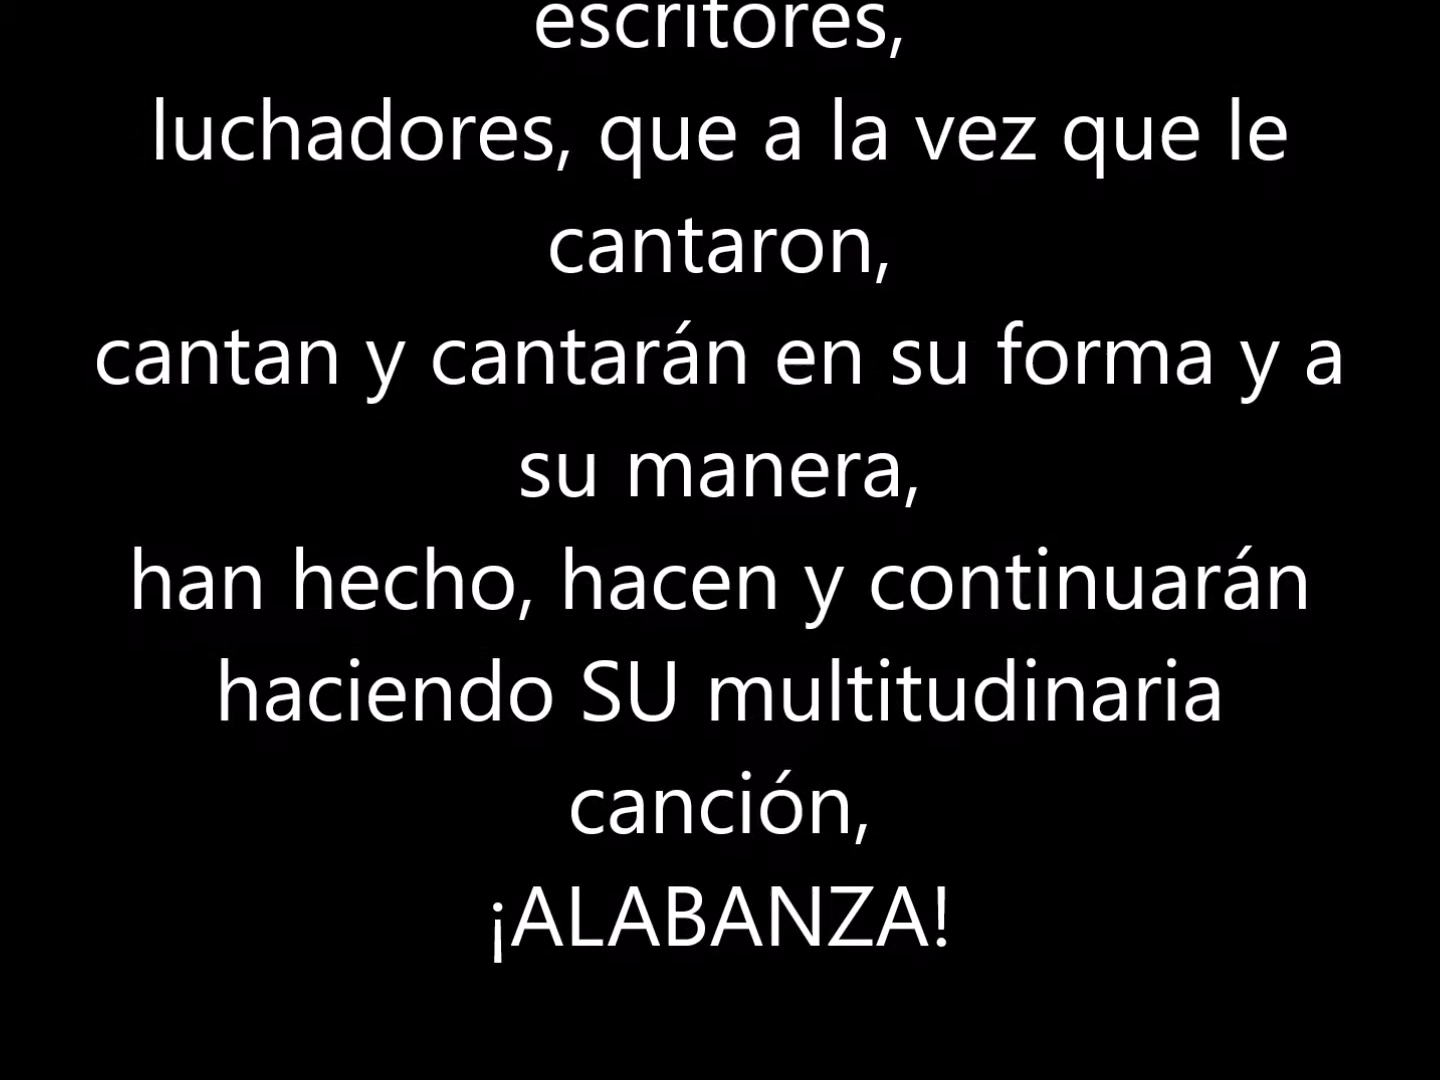 escritores,
luchadores, que a la vez que le
cantaron,
cantan y cantarán en su forma y a
su manera,
han hecho, hacen y continuarán
haciendo SU multitudinaria
canción,
¡ALABANZA!